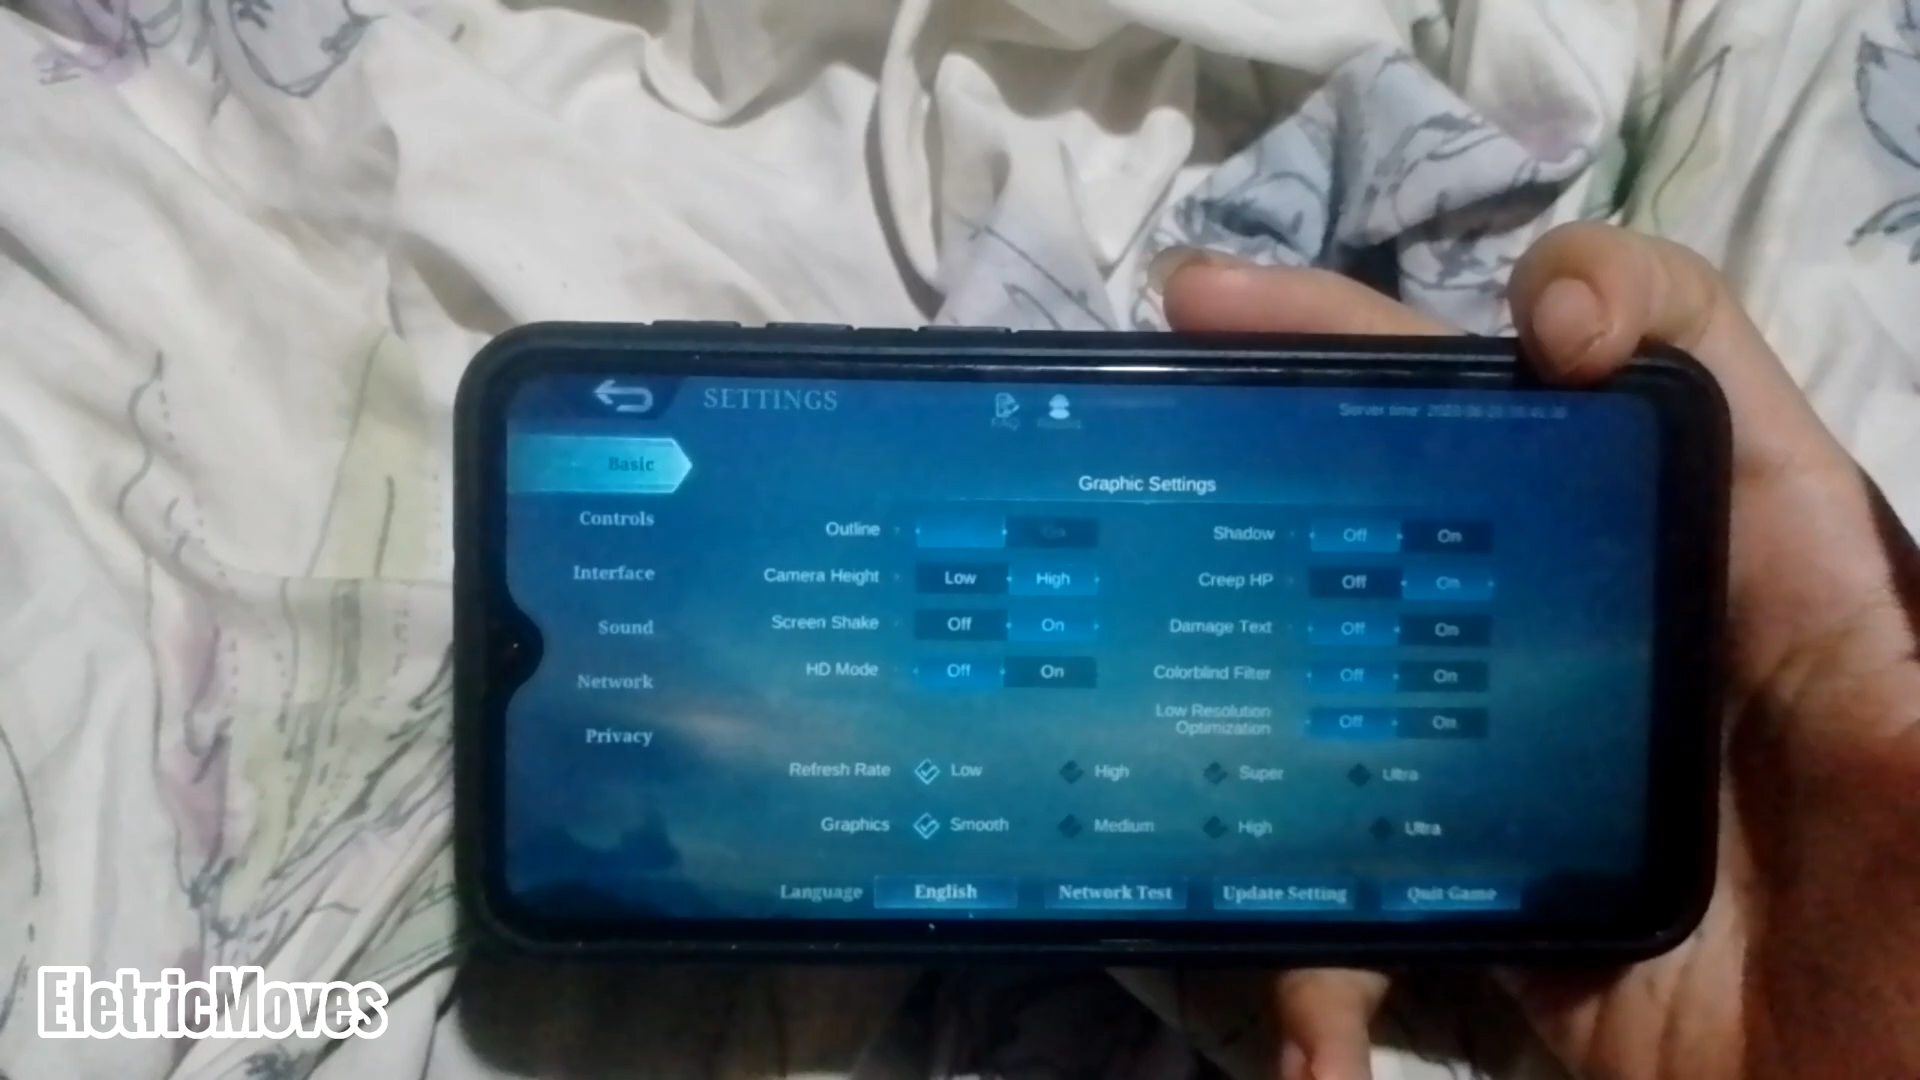 SETTINGS
FAQ
Server time
Basic
Controls
Interface
Sound
Network
Privacy
Graphic Settings
Outline
Shadow Off On
Camera Height Low High
Creep HP Off On
Screen Shake Off On
Damage Text Off On
HD Mode Off On
Colorblind Filter Off On
Low Resolution
Optimization Off On
Refresh Rate Low High Super Ultra
Graphics Smooth Medium High Ultra
Language English Network Test Update Setting Quit Game
EletricMoves